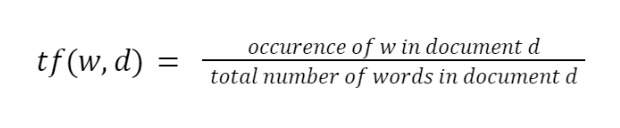 tf(w, d) = occurence of w in document d
total number of words in document d